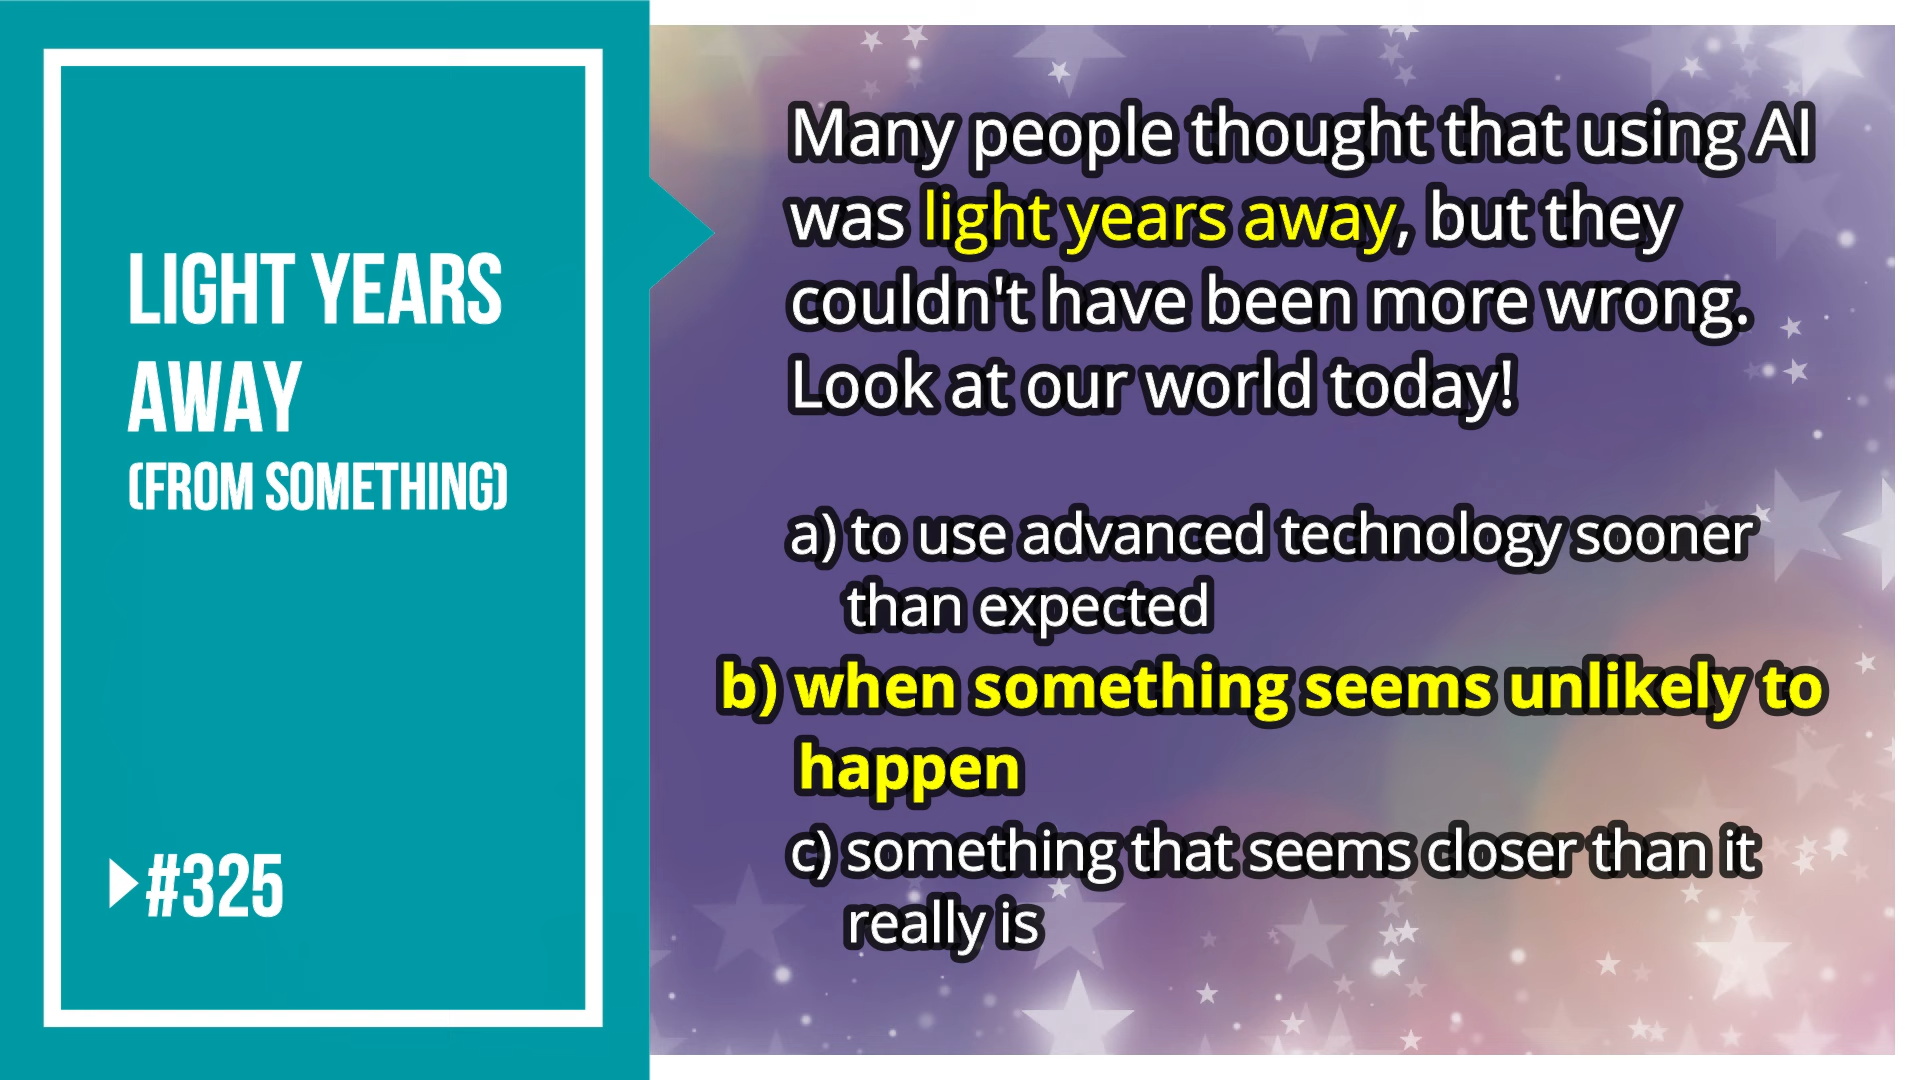 LIGHT YEARS
AWAY
(FROM SOMETHING)
#325
Many people thought that using AI
was light years away, but they
couldn't have been more wrong.
Look at our world today!
a) to use advanced technology sooner
than expected
b) when something seems unlikely to
happen
c) something that seems closer than it
really is